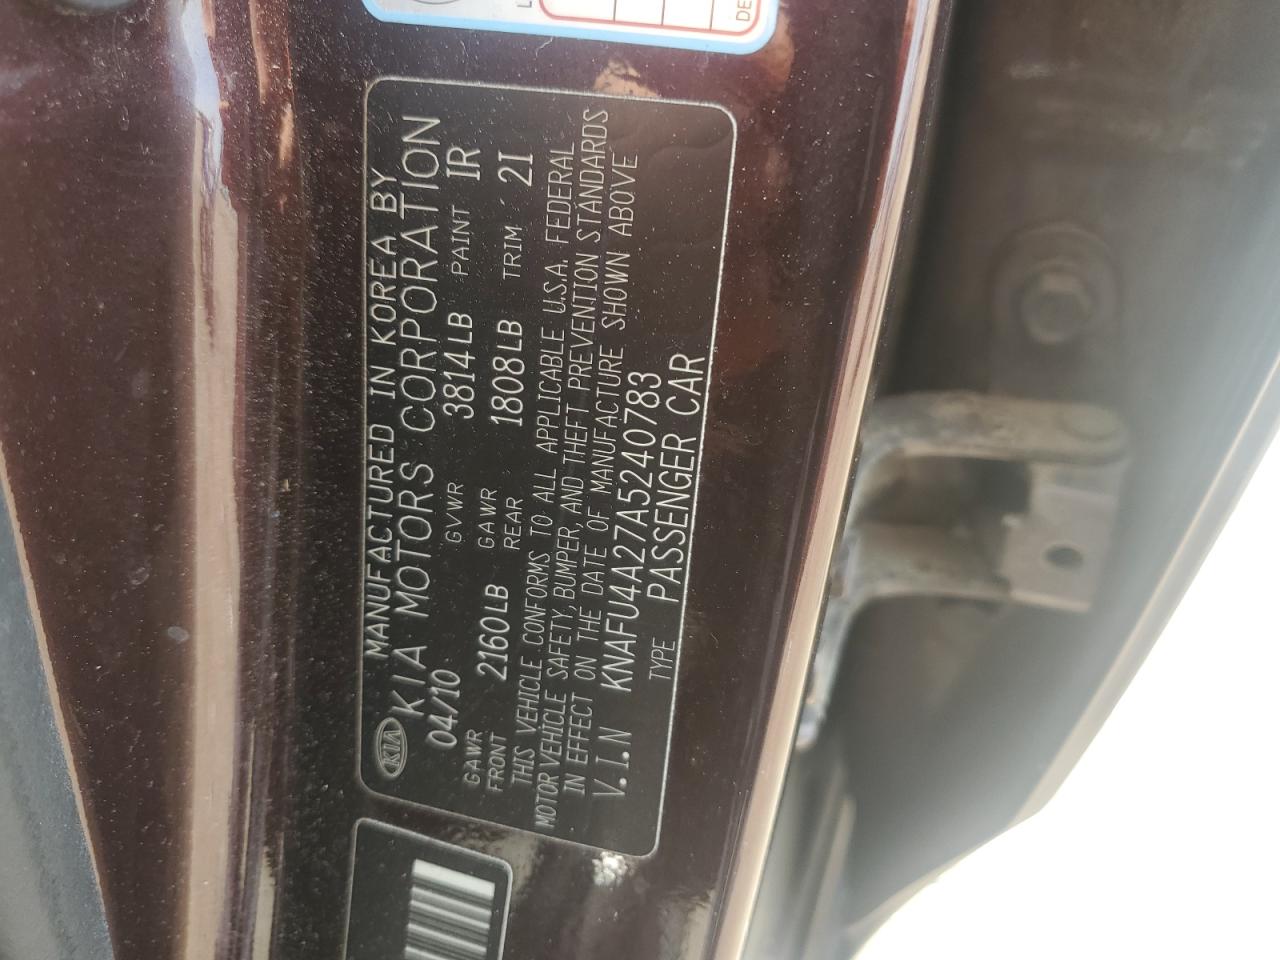 KIA
MANUFACTURED IN KOREA BY
KIA MOTORS CORPORATION
04/10 GVWR 3814LB PAINT IR
GAWR FRONT 2160LB GAWR REAR 1808LB TRIM 2I
THIS VEHICLE CONFORMS TO ALL APPLICABLE U.S.A. FEDERAL
MOTOR VEHICLE SAFETY, BUMPER, AND THEFT PREVENTION STANDARDS
IN EFFECT ON THE DATE OF MANUFACTURE SHOWN ABOVE
V.I.N KNAFU4A27A5240783
TYPE PASSENGER CAR